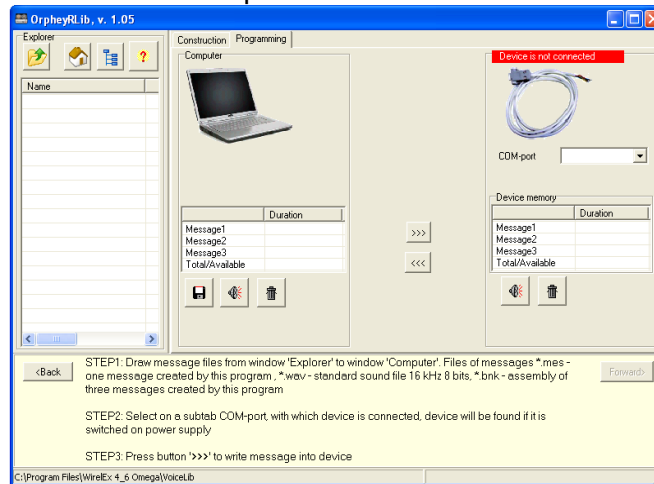 OrpheyRLib, v. 1.05
Explorer
?
Name
Construction
Programming
Computer
Duration
Message1
Message2
Message3
Total/Available
>>>
<<<
Device is not connected
COM-port
Device memory
Duration
Message1
Message2
Message3
Total/Available
<Back
STEP1: Draw message files from window 'Explorer' to window 'Computer'. Files of messages *.mes -
one message created by this program , *.wav - standard sound file 16 kHz 8 bits, *.bnk - assembly of
three messages created by this program
STEP2: Select on a subtab COM-port, with which device is connected, device will be found if it is
switched on power supply
STEP3: Press button '>>>' to write message into device
Forward>
C:\Program Files\WirelEx 4_6 Omega\VoiceLib